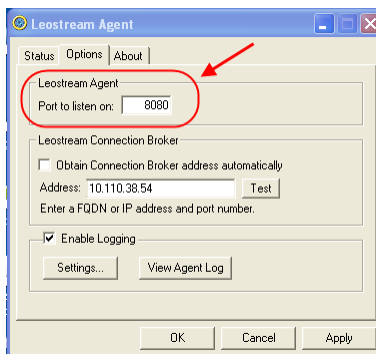 Leostream Agent
Status Options About
Leostream Agent
Port to listen on: 8080
Leostream Connection Broker
Obtain Connection Broker address automatically
Address: 10.110.38.54 Test
Enter a FQDN or IP address and port number.
Enable Logging
Settings... View Agent Log
OK Cancel Apply